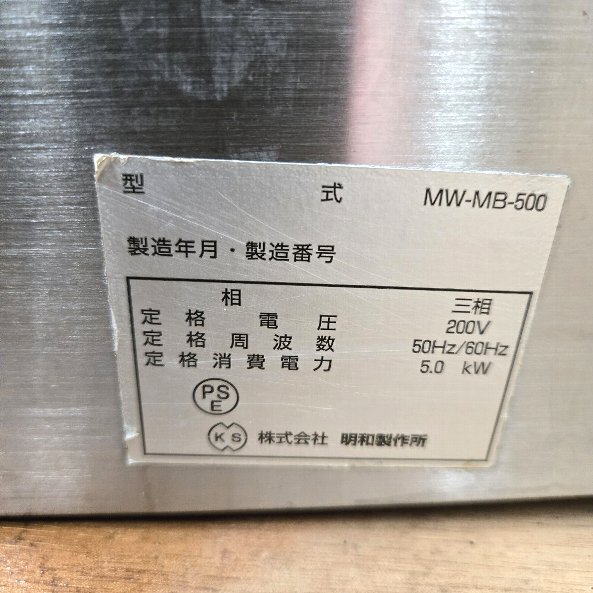 型 式 MW-MB-500
製造年月・製造番号
相 三相
定格電圧 200V
定格周波数 50Hz/60Hz
定格消費電力 5.0 kW
PS
E
KS 株式会社 明和製作所